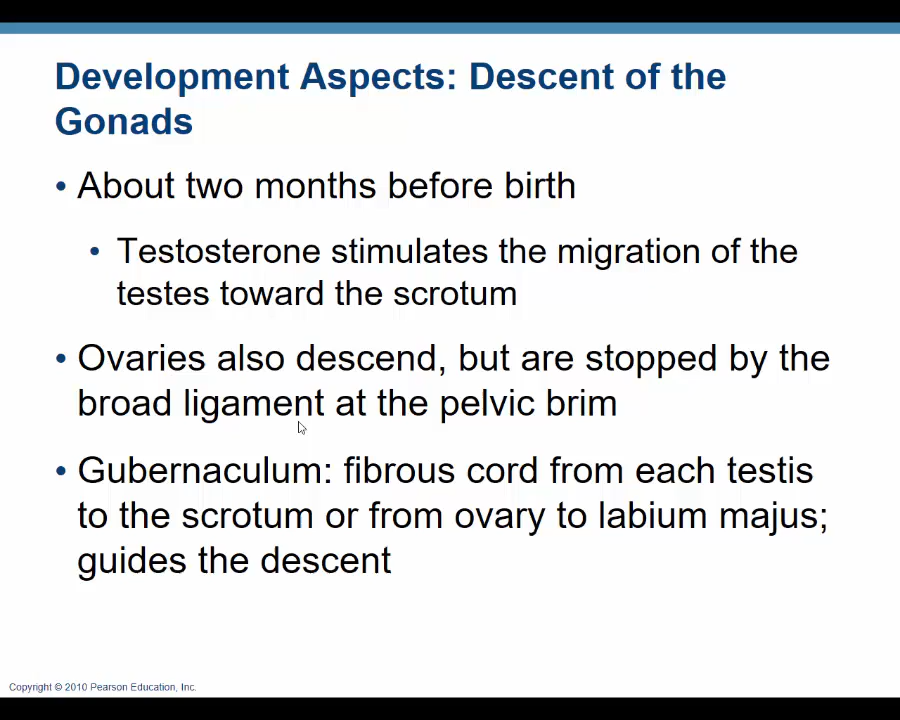 Development Aspects: Descent of the
Gonads
• About two months before birth
• Testosterone stimulates the migration of the
testes toward the scrotum
• Ovaries also descend, but are stopped by the
broad ligament at the pelvic brim
• Gubernaculum: fibrous cord from each testis
to the scrotum or from ovary to labium majus;
guides the descent
Copyright © 2010 Pearson Education, Inc.